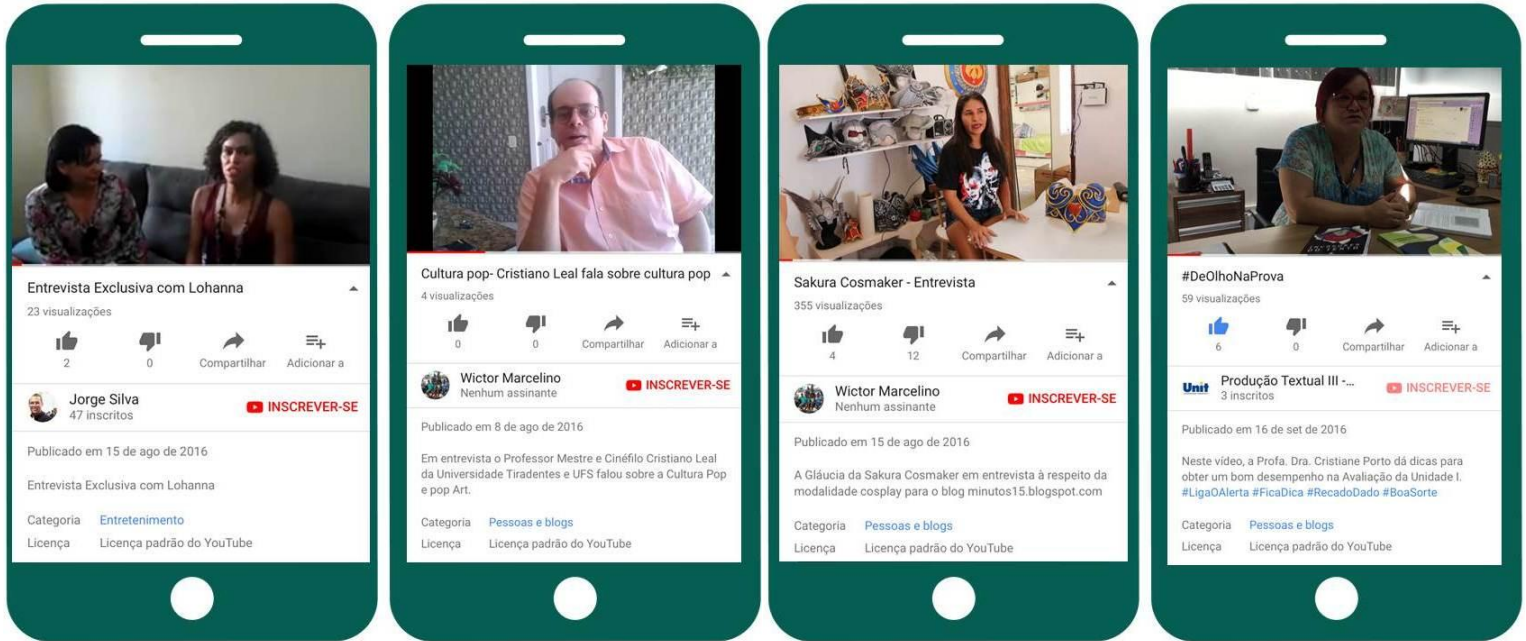 Entrevista Exclusiva com Lohanna
23 visualizações
2
0
Compartilhar
Adicionar a
Jorge Silva
47 inscritos
INSCREVER-SE
Publicado em 15 de ago de 2016
Entrevista Exclusiva com Lohanna
Categoria Entretenimento
Licença Licença padrão do YouTube
Cultura pop- Cristiano Leal fala sobre cultura pop
4 visualizações
0
0
Compartilhar
Adicionar a
Wictor Marcelino
Nenhum assinante
INSCREVER-SE
Publicado em 8 de ago de 2016
Em entrevista o Professor Mestre e Cinéfilo Cristiano Leal
da Universidade Tiradentes e UFS falou sobre a Cultura Pop
e pop Art.
Categoria Pessoas e blogs
Licença Licença padrão do YouTube
Sakura Cosmaker - Entrevista
355 visualizações
4
12
Compartilhar
Adicionar a
Wictor Marcelino
Nenhum assinante
INSCREVER-SE
Publicado em 15 de ago de 2016
A Gláucia da Sakura Cosmaker em entrevista à respeito da
modalidade cosplay para o blog minutos15.blogspot.com
Categoria Pessoas e blogs
Licença Licença padrão do YouTube
#DeOlhoNaProva
59 visualizações
6
0
Compartilhar
Adicionar a
Unit
Produção Textual III -...
3 inscritos
INSCREVER-SE
Publicado em 16 de set de 2016
Neste vídeo, a Profa. Dra. Cristiane Porto dá dicas para
obter um bom desempenho na Avaliação da Unidade I.
#LigaOAlerta #FicaDica #RecadoDado #BoaSorte
Categoria Pessoas e blogs
Licença Licença padrão do YouTube